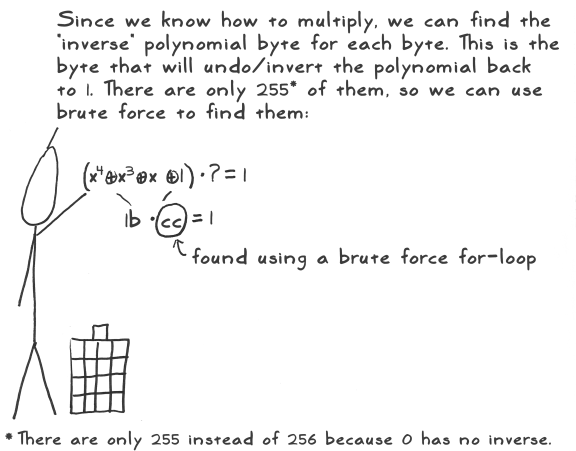 Since we know how to multiply, we can find the
"inverse" polynomial byte for each byte. This is the
byte that will undo/invert the polynomial back
to 1. There are only 255* of them, so we can use
brute force to find them:
(x⁴⊕x³⊕x ⊕1) · ? = 1
1b · cc = 1
found using a brute force for-loop
* There are only 255 instead of 256 because 0 has no inverse.